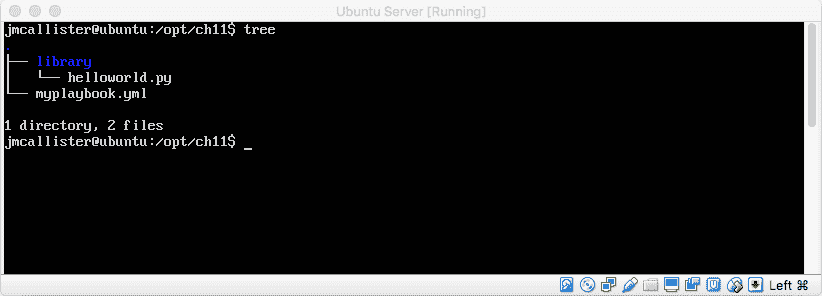 Ubuntu Server [Running]
jmcallister@ubuntu:/opt/ch11$ tree
.
├── library
│   └── helloworld.py
└── myplaybook.yml
1 directory, 2 files
jmcallister@ubuntu:/opt/ch11$ _
Left ⌘